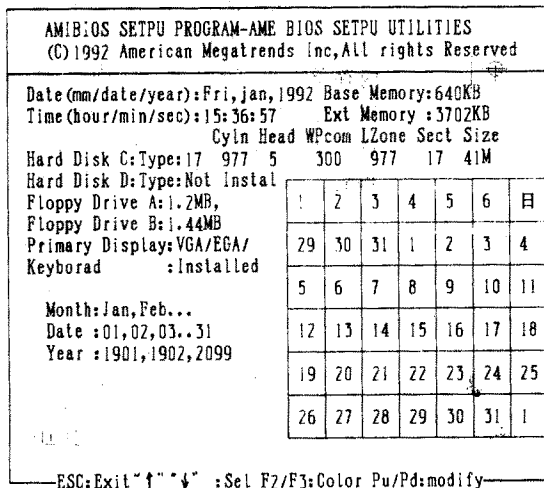 AMIBIOS SETPU PROGRAM-AME BIOS SETPU UTILITIES
(C)1992 American Megatrends Inc,All rights Reserved
Date(mm/date/year):Fri,jan,1992 Base Memory:640KB
Time(hour/min/sec):15:36:57 Ext Memory :3702KB
Cyln Head WPcom LZone Sect Size
Hard Disk C:Type:17 977 5 300 977 17 41M
Hard Disk D:Type:Not Instal
Floppy Drive A:1.2MB,
Floppy Drive B:1.44MB
Primary Display:VGA/EGA/
Keyborad :Installed
Month:Jan,Feb...
Date :01,02,03..31
Year :1901,1902,2099
1 2 3 4 5 6 日
29 30 31 1 2 3 4
5 6 7 8 9 10 11
12 13 14 15 16 17 18
19 20 21 22 23 24 25
26 27 28 29 30 31 1
ESC:Exit"↑""↓" :Sel F2/F3:Color Pu/Pd:modify